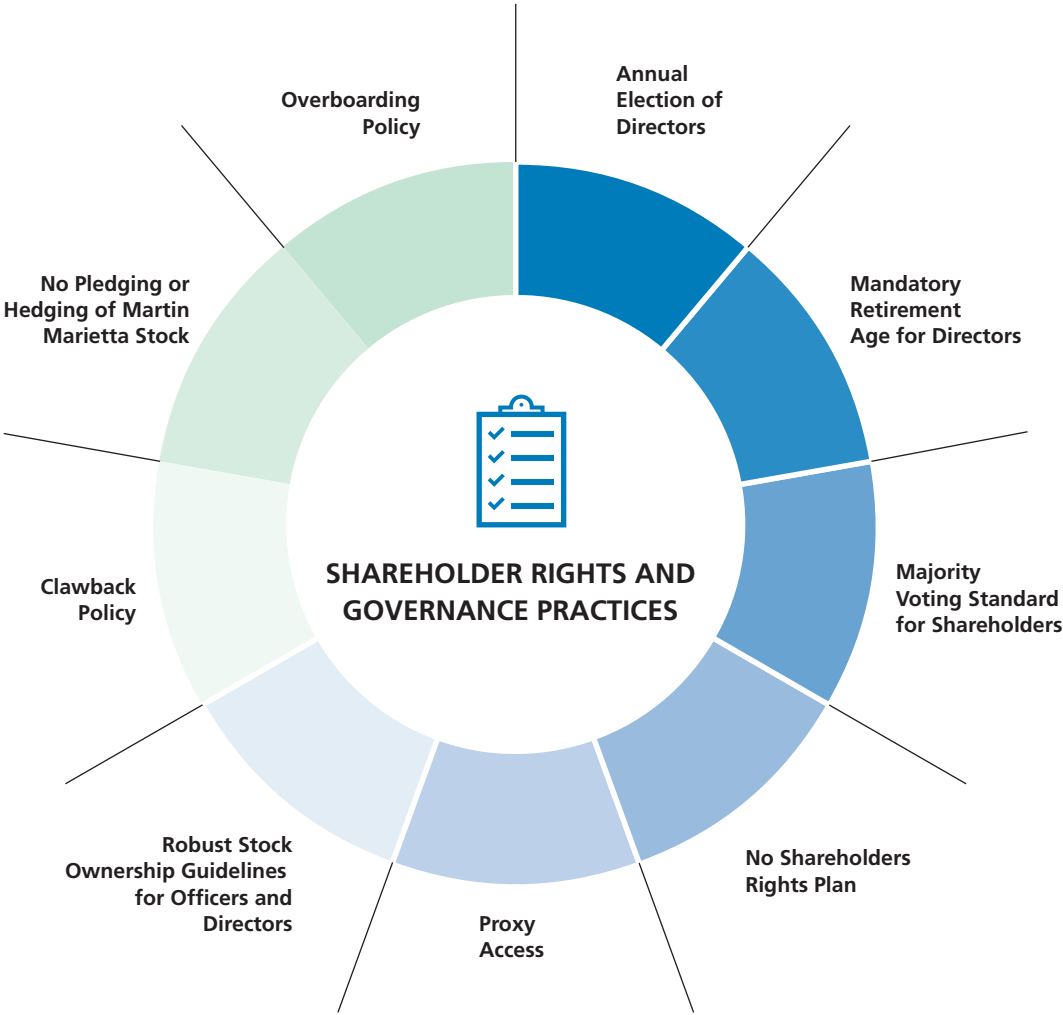 Overboarding
Policy
Annual
Election of
Directors
No Pledging or
Hedging of Martin
Marietta Stock
Mandatory
Retirement
Age for Directors
SHAREHOLDER RIGHTS AND
GOVERNANCE PRACTICES
Clawback
Policy
Majority
Voting Standard
for Shareholders
Robust Stock
Ownership Guidelines
for Officers and
Directors
Proxy
Access
No Shareholders
Rights Plan